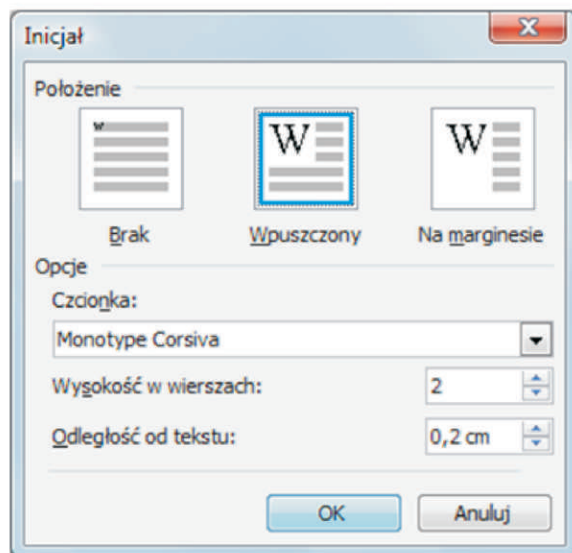 Inicjał
Położenie
w W W
Brak Wpuszczony Na marginesie
Opcje
Czcionka:
Monotype Corsiva
Wysokość w wierszach: 2
Odległość od tekstu: 0,2 cm
OK Anuluj